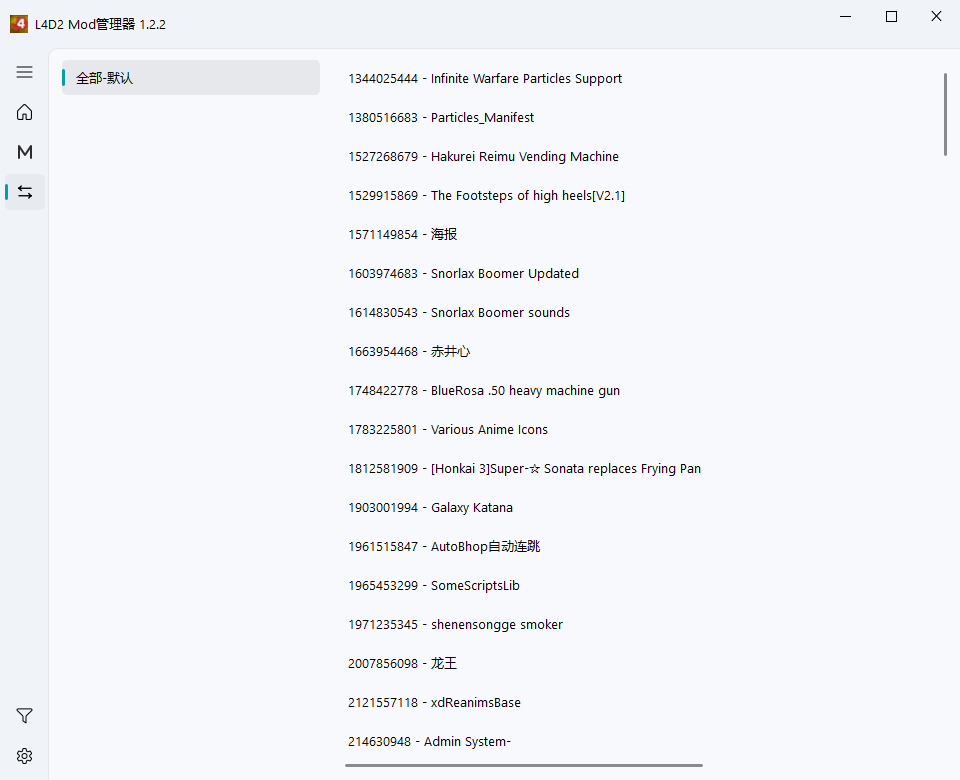 L4D2 Mod管理器 1.2.2
全部-默认
1344025444 - Infinite Warfare Particles Support
1380516683 - Particles_Manifest
1527268679 - Hakurei Reimu Vending Machine
1529915869 - The Footsteps of high heels[V2.1]
1571149854 - 海报
1603974683 - Snorlax Boomer Updated
1614830543 - Snorlax Boomer sounds
1663954468 - 赤井心
1748422778 - BlueRosa .50 heavy machine gun
1783225801 - Various Anime Icons
1812581909 - [Honkai 3]Super-☆ Sonata replaces Frying Pan
1903001994 - Galaxy Katana
1961515847 - AutoBhop自动连跳
1965453299 - SomeScriptsLib
1971235345 - shenensongge smoker
2007856098 - 龙王
2121557118 - xdReanimsBase
214630948 - Admin System-